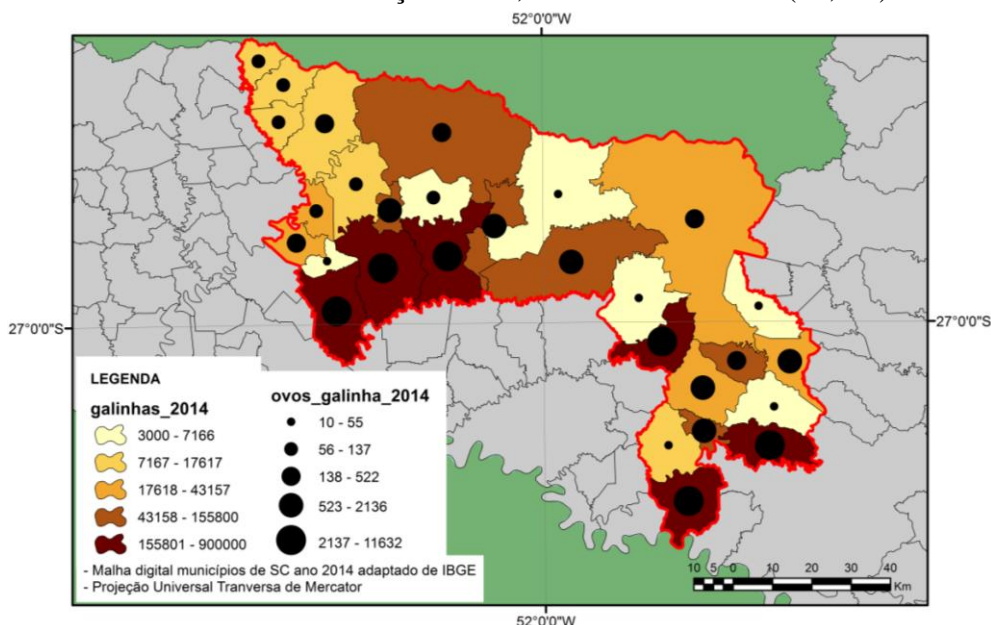 52°0'0"W
27°0'0"S
27°0'0"S
LEGENDA
galinhas_2014
3000 - 7166
7167 - 17617
17618 - 43157
43158 - 155800
155801 - 900000
ovos_galinha_2014
10 - 55
56 - 137
138 - 522
523 - 2136
2137 - 11632
- Malha digital municípios de SC ano 2014 adaptado de IBGE
- Projeção Universal Tranversa de Mercator
10 5 0 10 20 30 40
Km
52°0'0"W